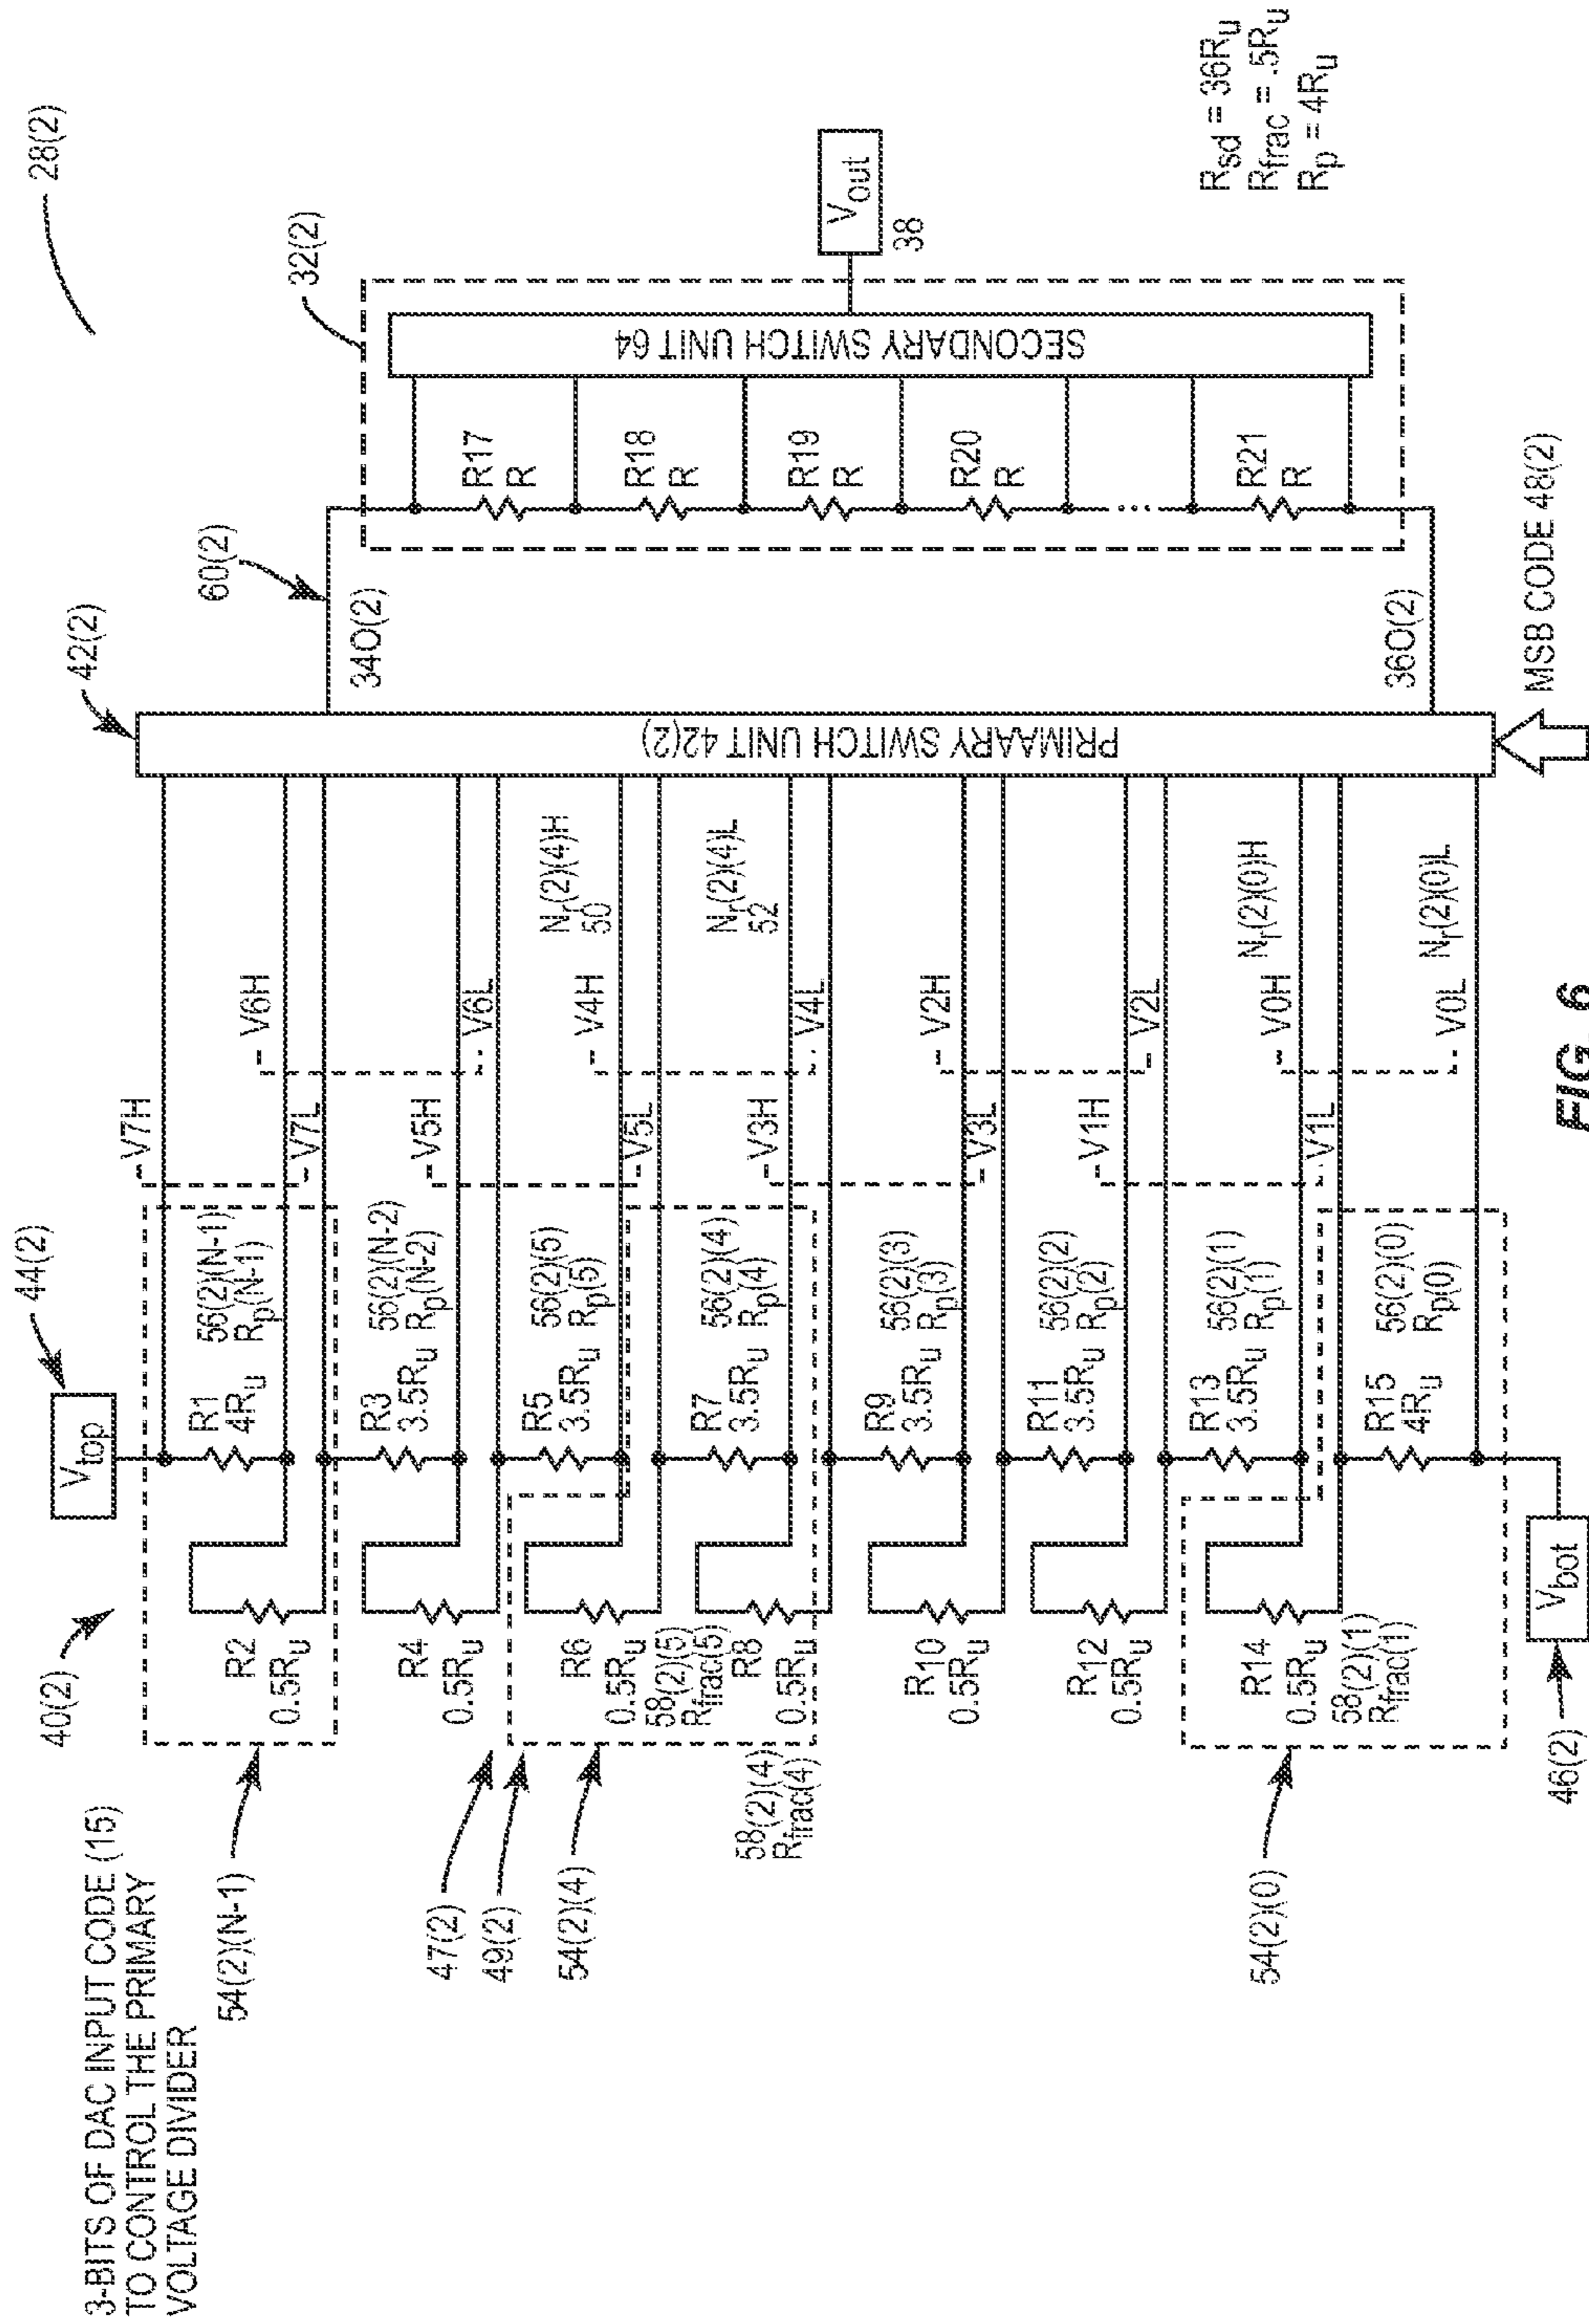 3-BITS OF DAC INPUT CODE (15)
TO CONTROL THE PRIMARY
VOLTAGE DIVIDER
40(2)
44(2)
Vtop
42(2)
28(2)
54(2)(N-1)
R2
0.5Ru
R1
4Ru
56(2)(N-1)
Rp(N-1)
V7H
V7L
V6H
60(2)
34O(2)
32(2)
R4
0.5Ru
R3
3.5Ru
56(2)(N-2)
Rp(N-2)
V5H
V6L
R17
R
47(2)
49(2)
54(2)(4)
R6
0.5Ru
58(2)(5)
Rfrac(5)
R5
3.5Ru
56(2)(5)
Rp(5)
V5L
V4H
Nr(2)(4)H
50
R18
R
58(2)(4)
Rfrac(4)
R8
0.5Ru
R7
3.5Ru
56(2)(4)
Rp(4)
V3H
V4L
Nr(2)(4)L
52
PRIMAARY SWITCH UNIT 42(2)
R19
R
SECONDARY SWITCH UNIT 64
Vout
38
R10
0.5Ru
R9
3.5Ru
56(2)(3)
Rp(3)
V3L
V2H
R20
R
R12
0.5Ru
R11
3.5Ru
56(2)(2)
Rp(2)
V1H
V2L
R21
R
54(2)(0)
R14
0.5Ru
58(2)(1)
Rfrac(1)
R13
3.5Ru
56(2)(1)
Rp(1)
V1L
V0H
Nr(2)(0)H
36O(2)
R15
4Ru
56(2)(0)
Rp(0)
V0L
Nr(2)(0)L
46(2)
Vbot
MSB CODE 48(2)
Rsd = 36Ru
Rfrac = .5Ru
Rp = 4Ru
FIG. 6